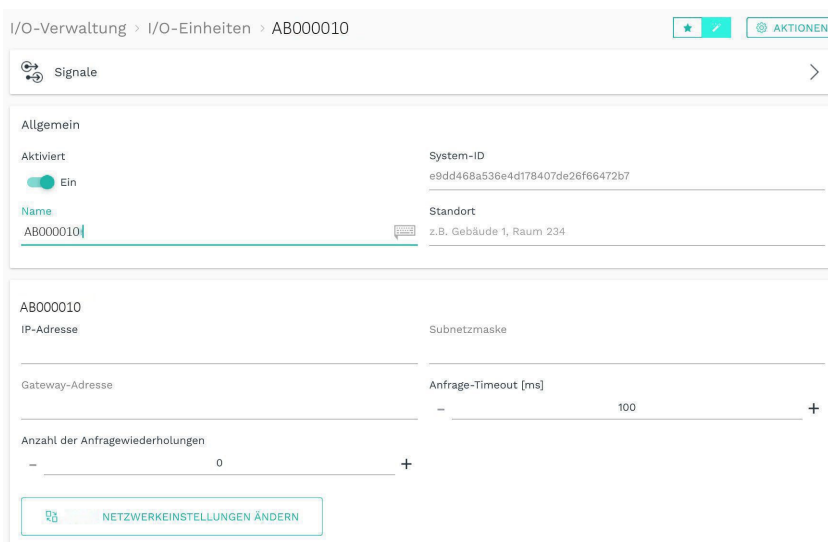 I/O-Verwaltung > I/O-Einheiten > AB000010
AKTIONEN
Signale
Allgemein
Aktiviert
System-ID
Ein
e9dd468a536e4d178407de26f66472b7
Name
Standort
AB000010
z.B. Gebäude 1, Raum 234
AB000010
IP-Adresse
Subnetzmaske
Gateway-Adresse
Anfrage-Timeout [ms]
– 100 +
Anzahl der Anfragewiederholungen
– 0 +
NETZWERKEINSTELLUNGEN ÄNDERN